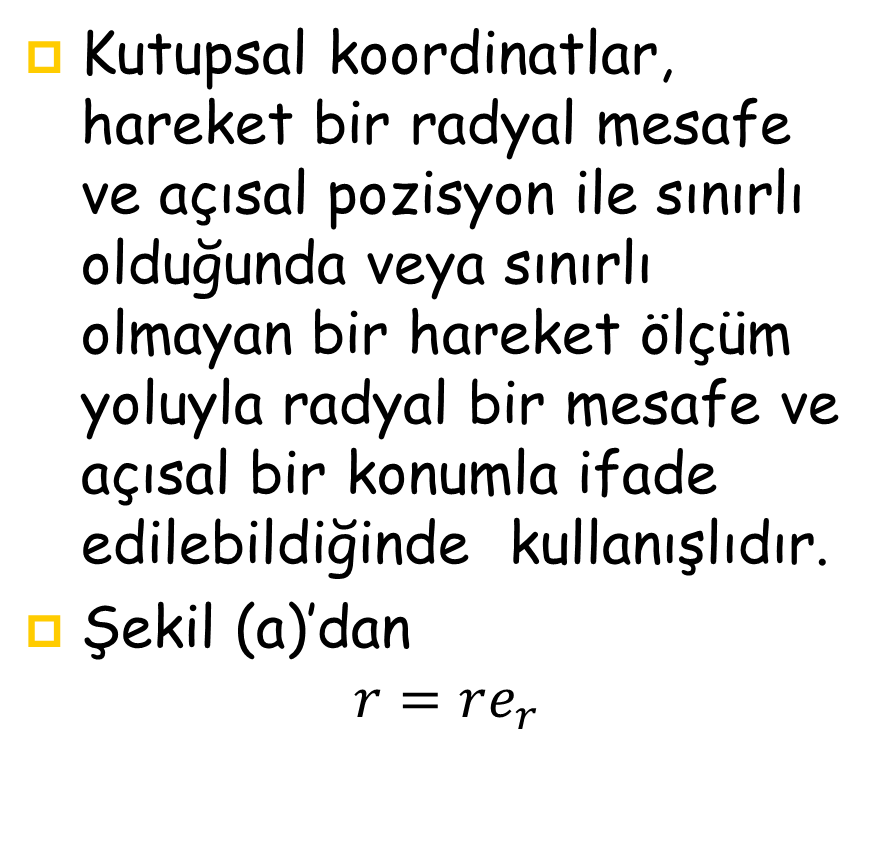 Kutupsal koordinatlar,
hareket bir radyal mesafe
ve açısal pozisyon ile sınırlı
olduğunda veya sınırlı
olmayan bir hareket ölçüm
yoluyla radyal bir mesafe ve
açısal bir konumla ifade
edilebildiğinde kullanışlıdır.
Şekil (a)’dan
𝑟 = 𝑟𝑒ᵣ